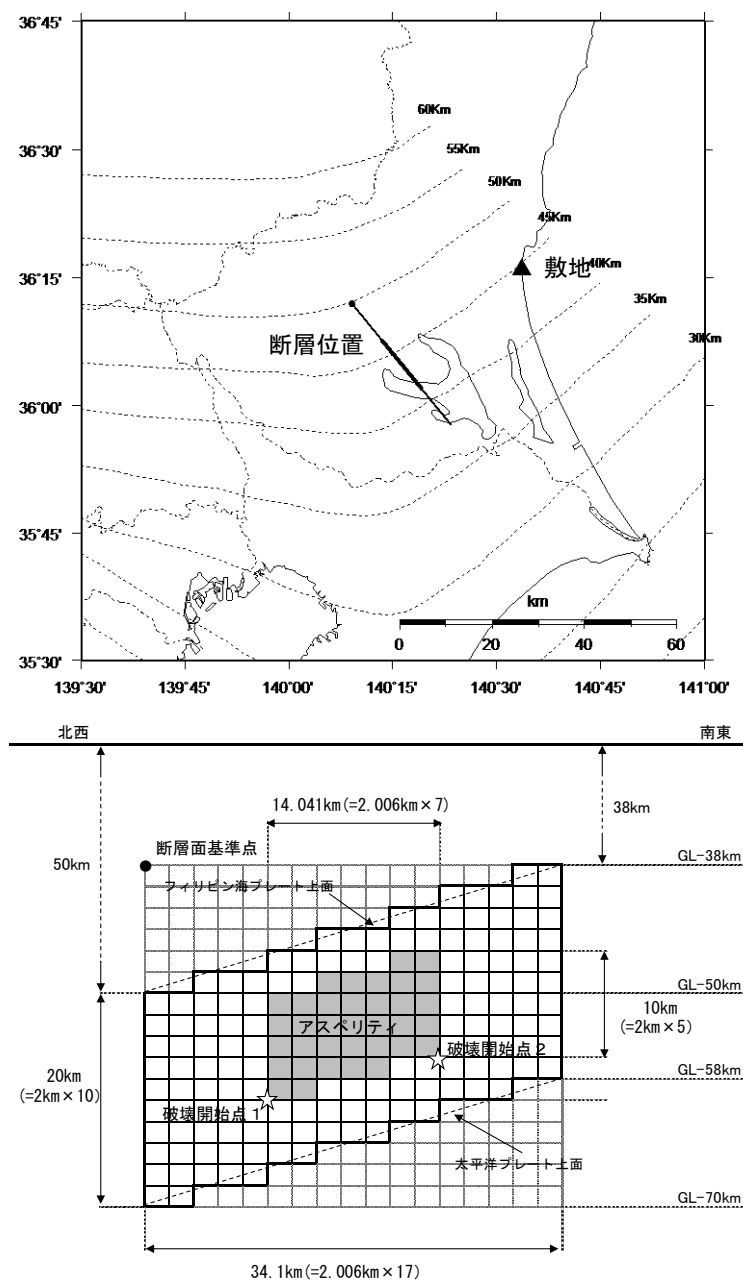 36°45'
36°30'
36°15'
36°00'
35°45'
35°30'
139°30'
139°45'
140°00'
140°15'
140°30'
140°45'
141°00'
60Km
55Km
50Km
45Km
40Km
35Km
30Km
敷地
断層位置
km
0
20
40
60
北西
南東
14.041km(=2.006km×7)
38km
50km
断層面基準点
GL-38km
フィリピン海プレート上面
GL-50km
アスペリティ
10km
(=2km×5)
破壊開始点2
20km
(=2km×10)
GL-58km
破壊開始点1
太平洋プレート上面
GL-70km
34.1km(=2.006km×17)